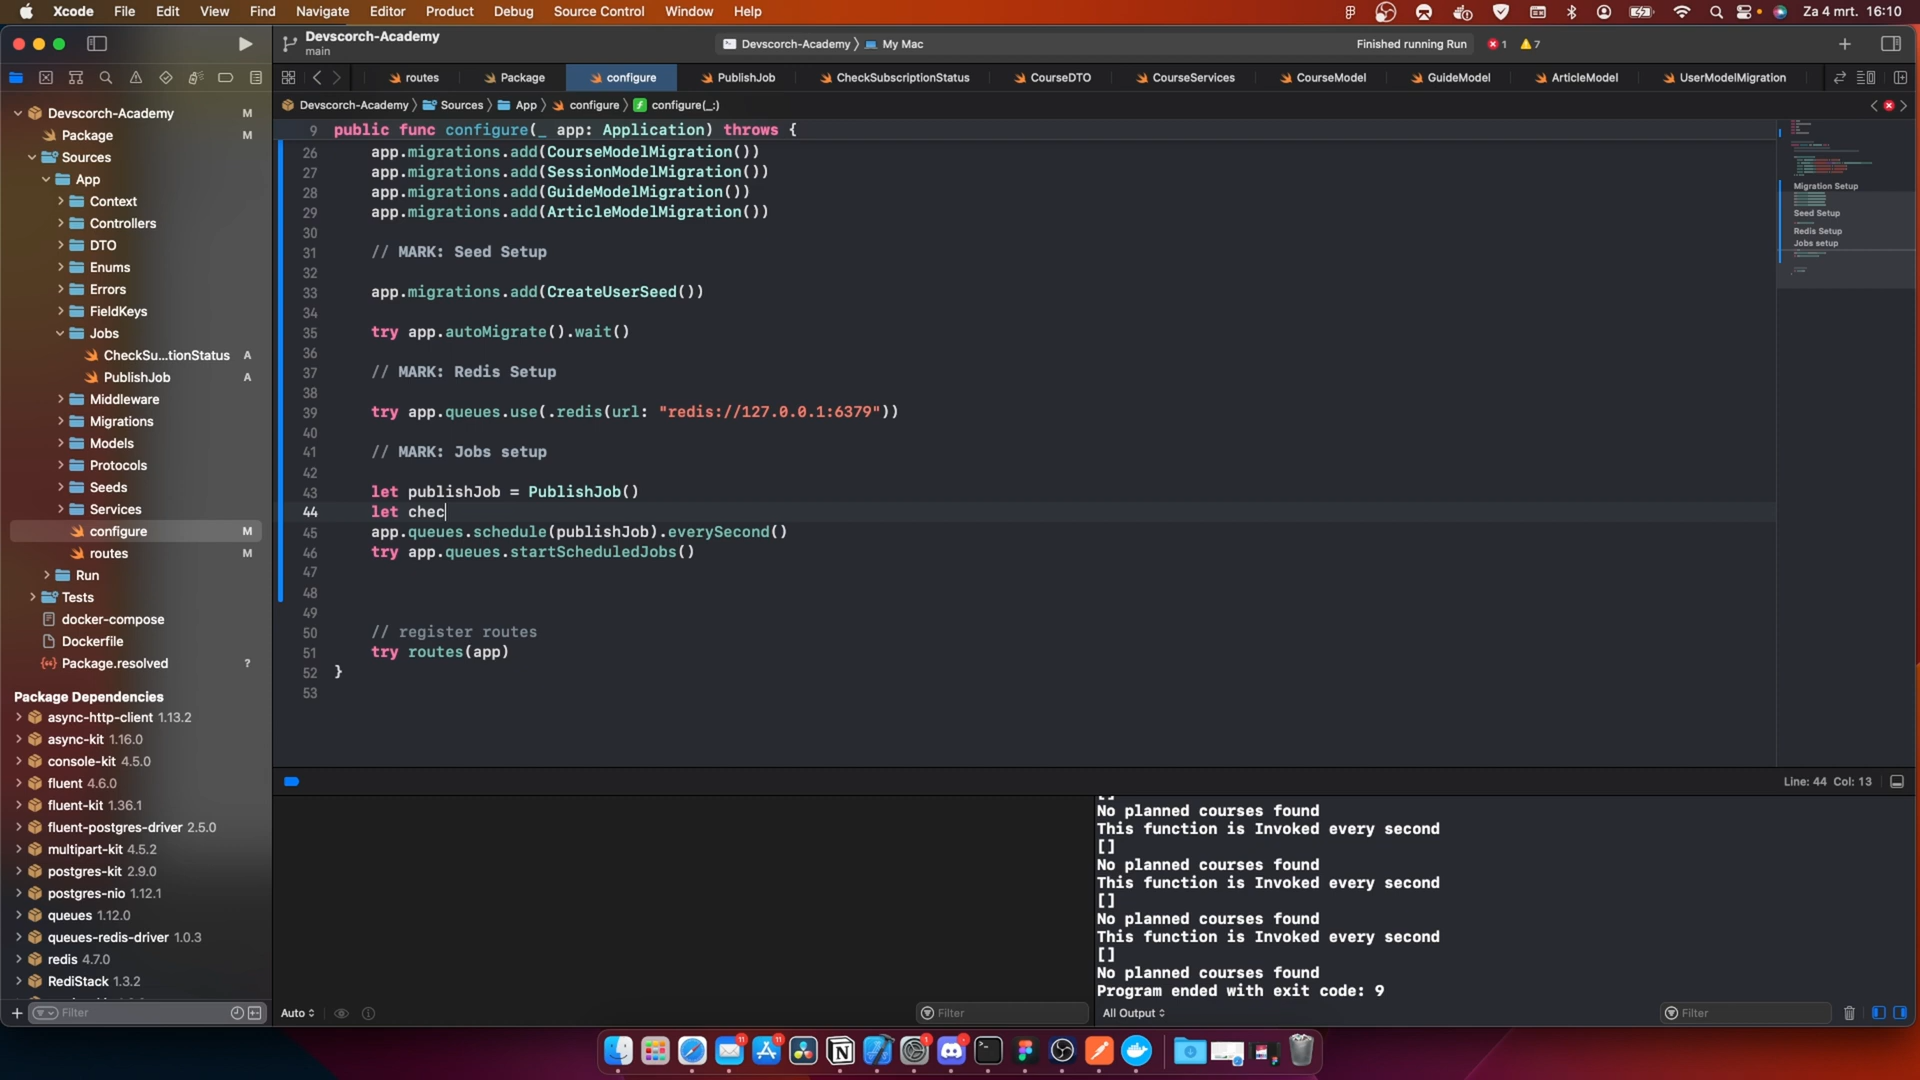 Xcode File Edit View Find Navigate Editor Product Debug Source Control Window Help Za 4 mrt. 16:10
Devscorch-Academy
main
Devscorch-Academy My Mac
Finished running Run 1 7
routes Package configure PublishJob CheckSubscriptionStatus CourseDTO CourseServices CourseModel GuideModel ArticleModel UserModelMigration
Devscorch-Academy Sources App configure configure(_:)
Devscorch-Academy M
Package M
Sources
App
Context
Controllers
DTO
Enums
Errors
FieldKeys
Jobs
CheckSu...tionStatus A
PublishJob A
Middleware
Migrations
Models
Protocols
Seeds
Services
configure M
routes M
Run
Tests
docker-compose
Dockerfile
Package.resolved ?
Package Dependencies
async-http-client 1.13.2
async-kit 1.16.0
console-kit 4.5.0
fluent 4.6.0
fluent-kit 1.36.1
fluent-postgres-driver 2.5.0
multipart-kit 4.5.2
postgres-kit 2.9.0
postgres-nio 1.12.1
queues 1.12.0
queues-redis-driver 1.0.3
redis 4.7.0
RediStack 1.3.2
Filter
9 public func configure(_ app: Application) throws {
26 app.migrations.add(CourseModelMigration())
27 app.migrations.add(SessionModelMigration())
28 app.migrations.add(GuideModelMigration())
29 app.migrations.add(ArticleModelMigration())
30
31 // MARK: Seed Setup
32
33 app.migrations.add(CreateUserSeed())
34
35 try app.autoMigrate().wait()
36
37 // MARK: Redis Setup
38
39 try app.queues.use(.redis(url: "redis://127.0.0.1:6379"))
40
41 // MARK: Jobs setup
42
43 let publishJob = PublishJob()
44 let chec
45 app.queues.schedule(publishJob).everySecond()
46 try app.queues.startScheduledJobs()
47
48
49
50 // register routes
51 try routes(app)
52 }
53
Migration Setup
Seed Setup
Redis Setup
Jobs setup
Line: 44 Col: 13
[]
No planned courses found
This function is Invoked every second
[]
No planned courses found
This function is Invoked every second
[]
No planned courses found
This function is Invoked every second
[]
No planned courses found
Program ended with exit code: 9
Auto
Filter
All Output
Filter
11 11 1